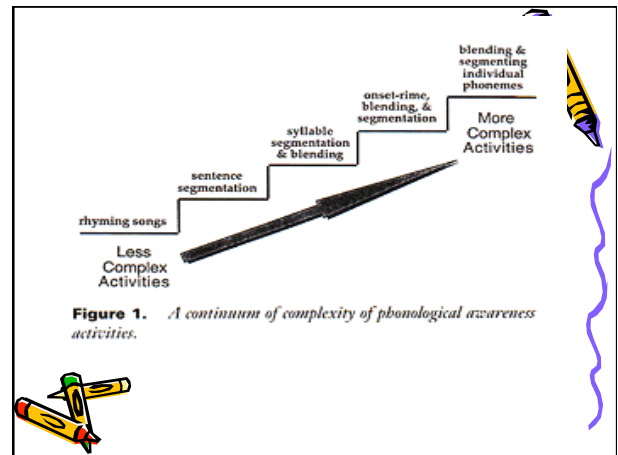 blending &
segmenting
individual
phonemes
onset-rime,
blending, &
segmentation
More
Complex
Activities
syllable
segmentation
& blending
sentence
segmentation
rhyming songs
Less
Complex
Activities
Figure 1. A continuum of complexity of phonological awareness
activities.